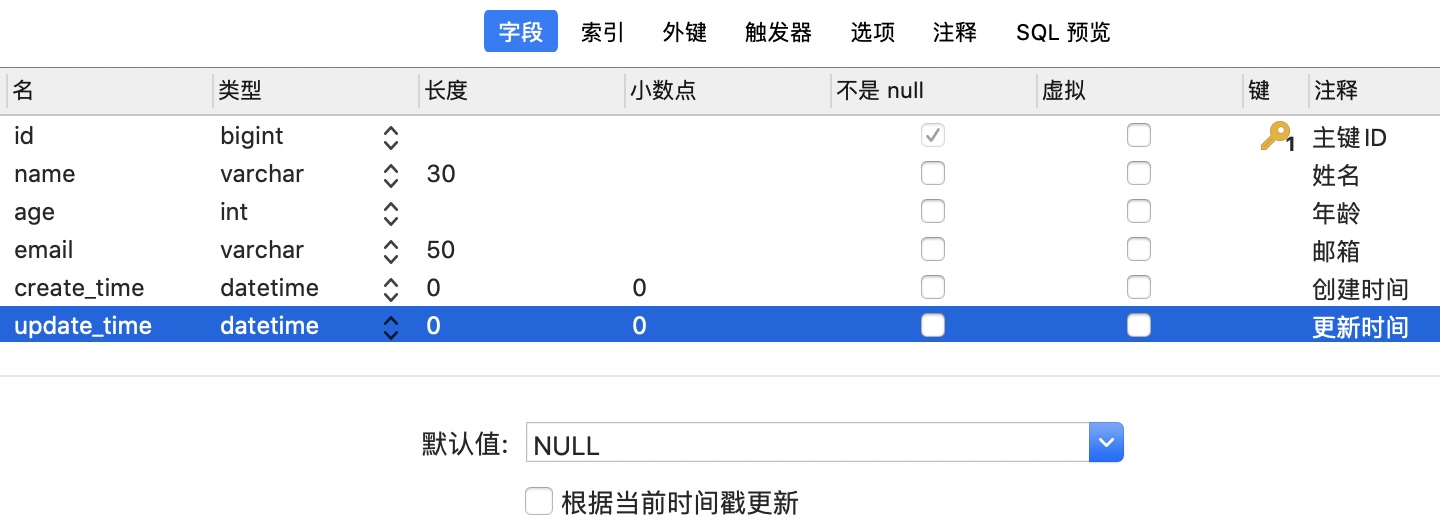 字段 索引 外键 触发器 选项 注释 SQL 预览
名 类型 长度 小数点 不是 null 虚拟 键 注释
id bigint 1 主键ID
name varchar 30 姓名
age int 年龄
email varchar 50 邮箱
create_time datetime 0 0 创建时间
update_time datetime 0 0 更新时间
默认值: NULL
根据当前时间戳更新